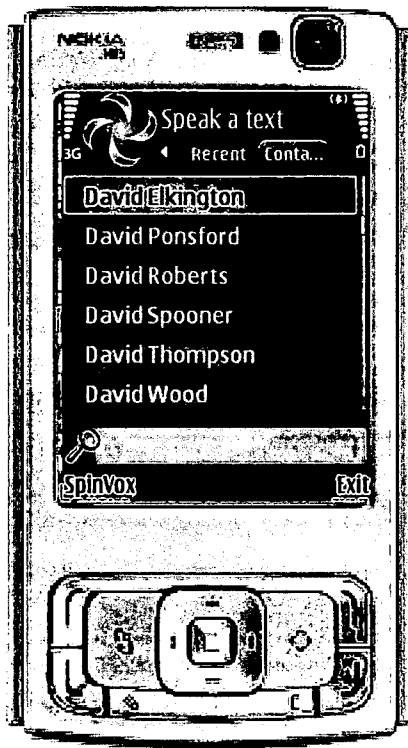 NOKIA
Speak a text
3G
Recent Conta...
David Elkington
David Ponsford
David Roberts
David Spooner
David Thompson
David Wood
SpinVox Exit